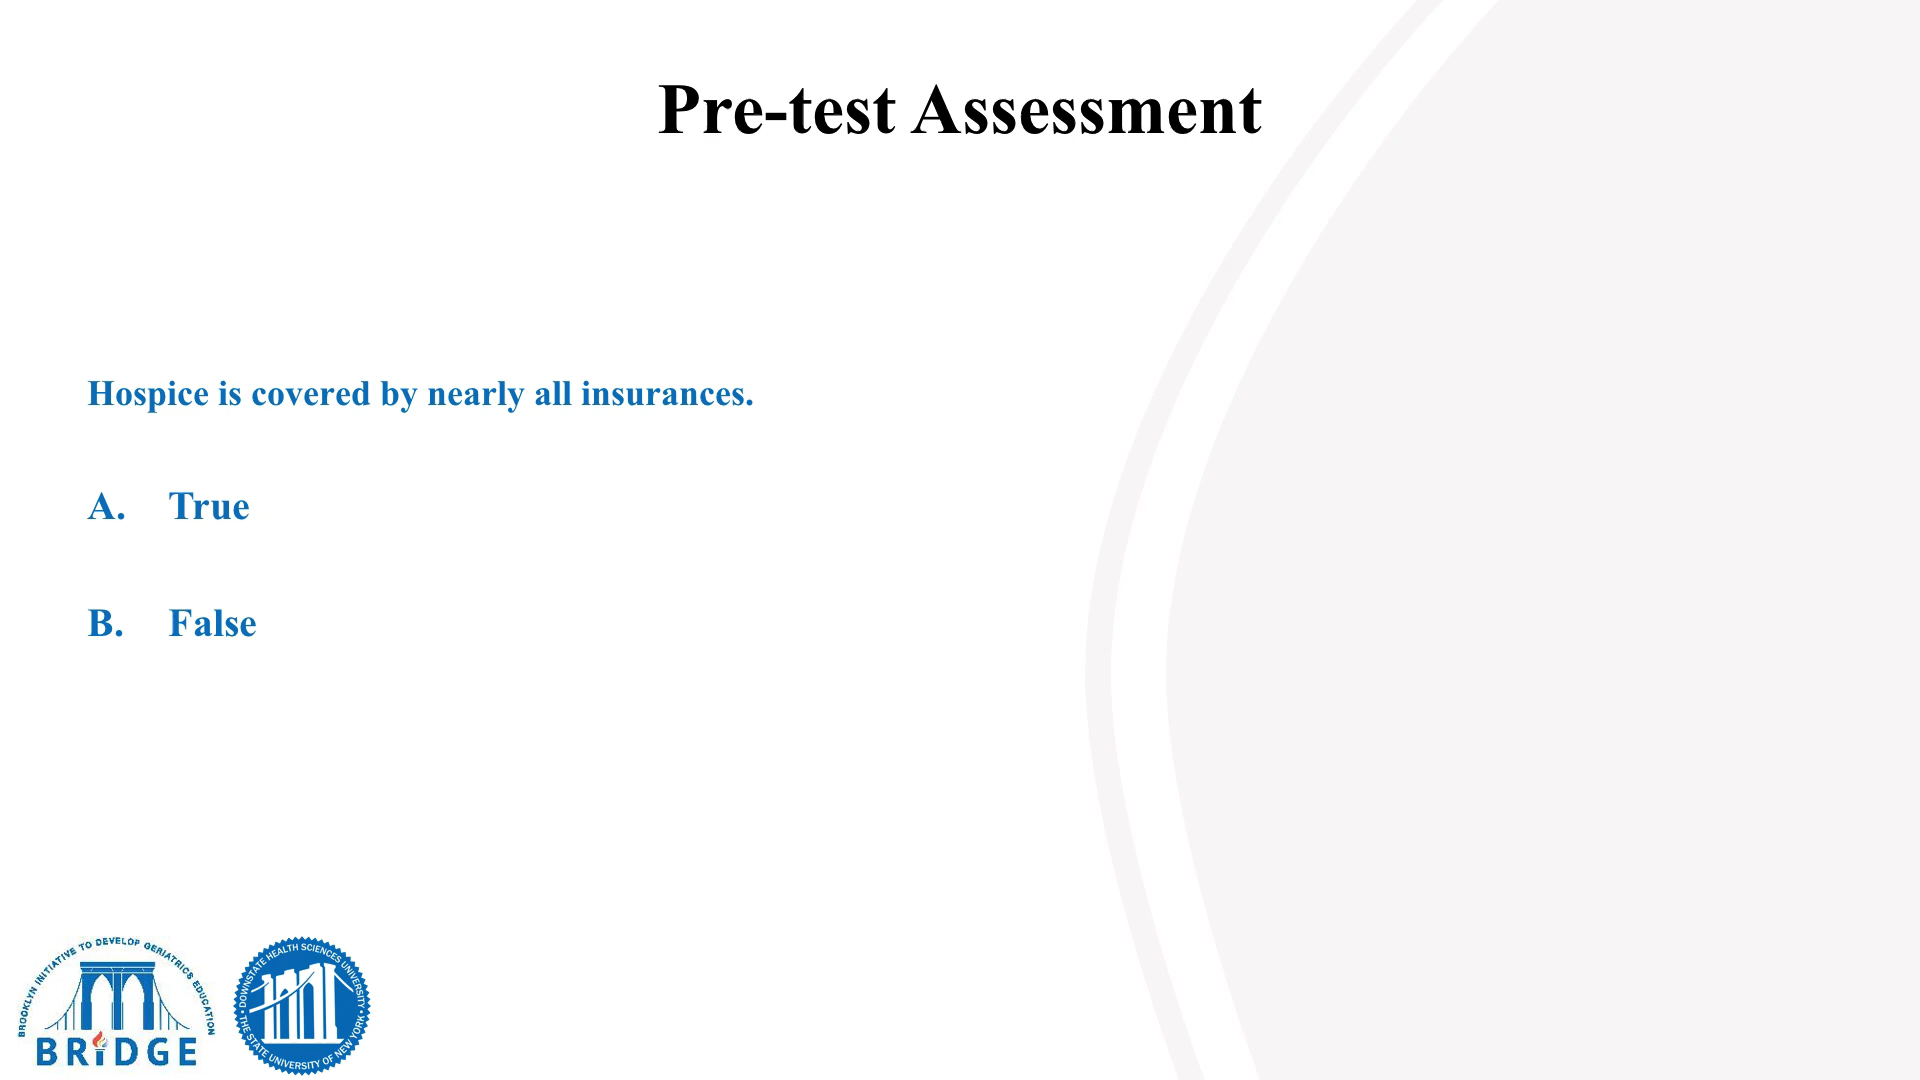 Pre-test Assessment
Hospice is covered by nearly all insurances.
A. True
B. False
BROOKLYN INITIATIVE TO DEVELOP GERIATRICS EDUCATION
BRIDGE
DOWNSTATE HEALTH SCIENCES UNIVERSITY
THE STATE UNIVERSITY OF NEW YORK